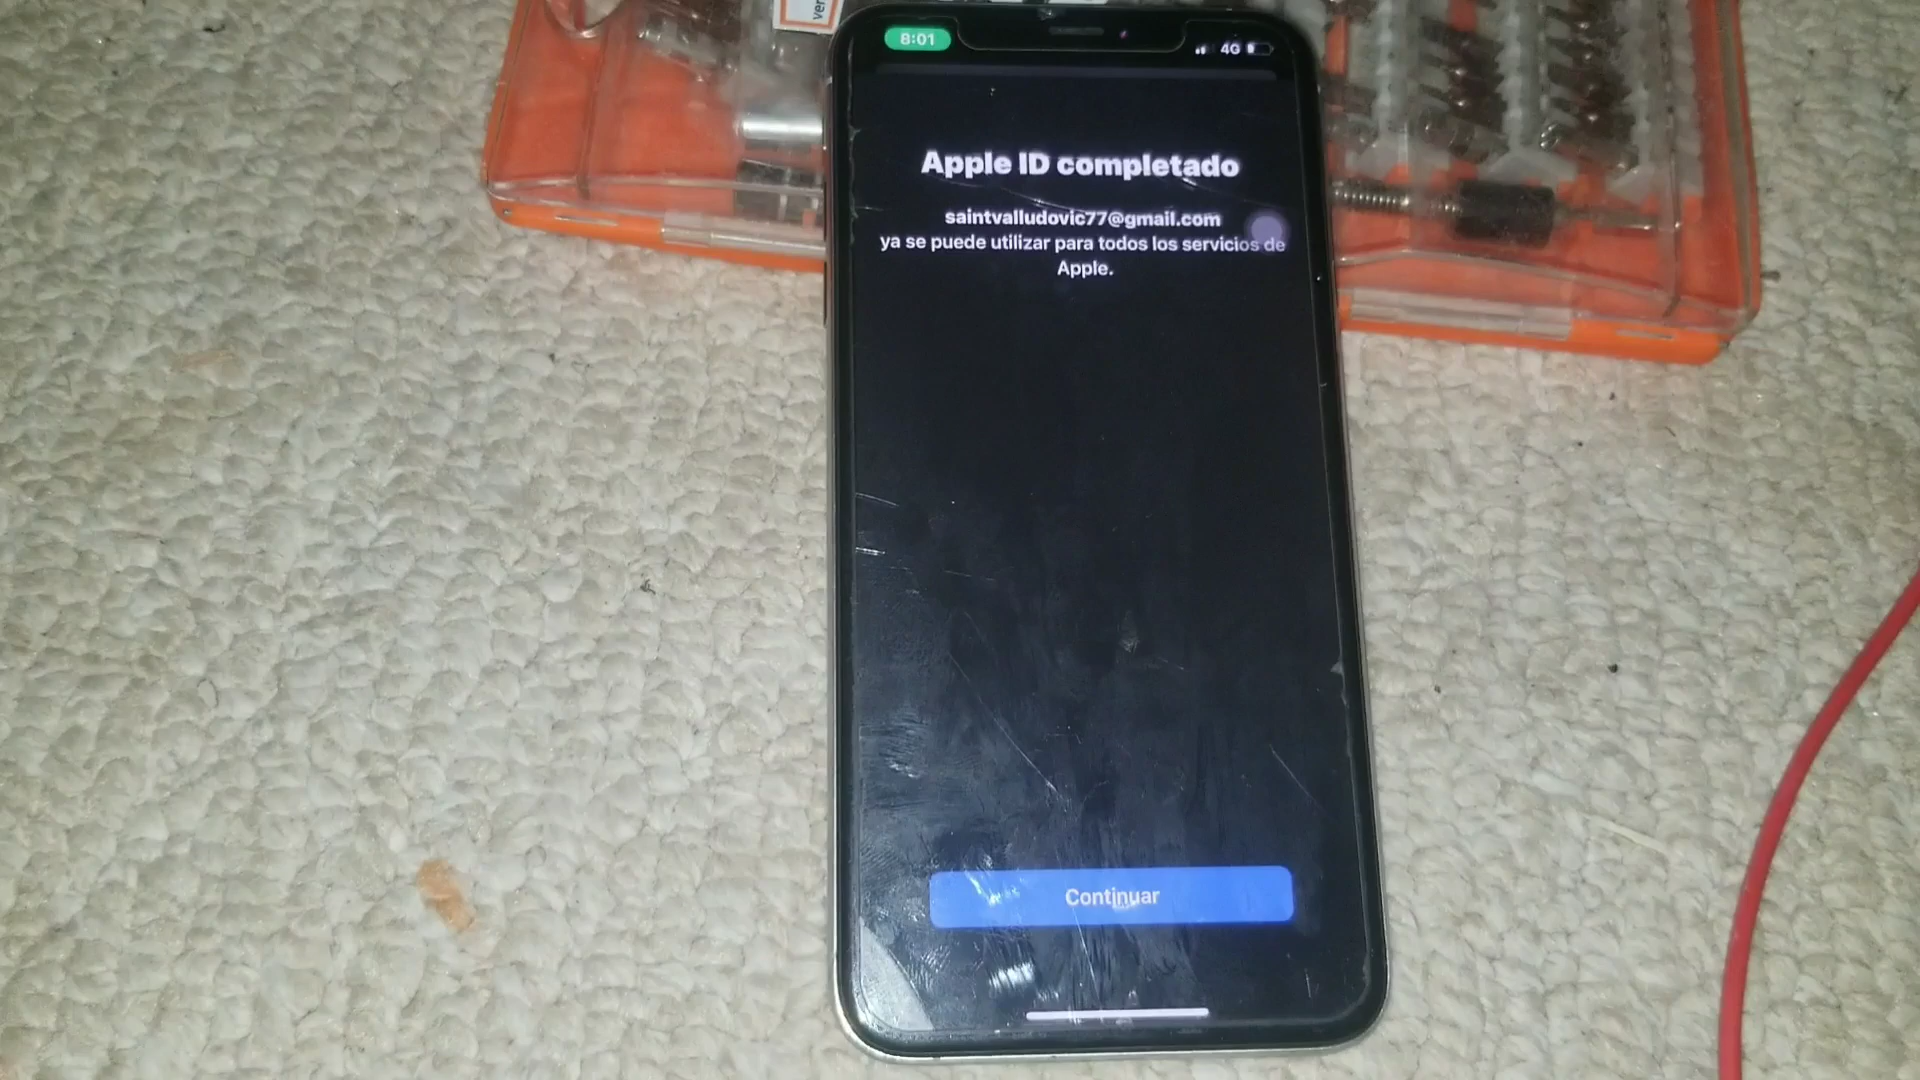 ver
8:01
4G
Apple ID completado
saintvalludovic77@gmail.com
ya se puede utilizar para todos los servicios de
Apple.
Continuar